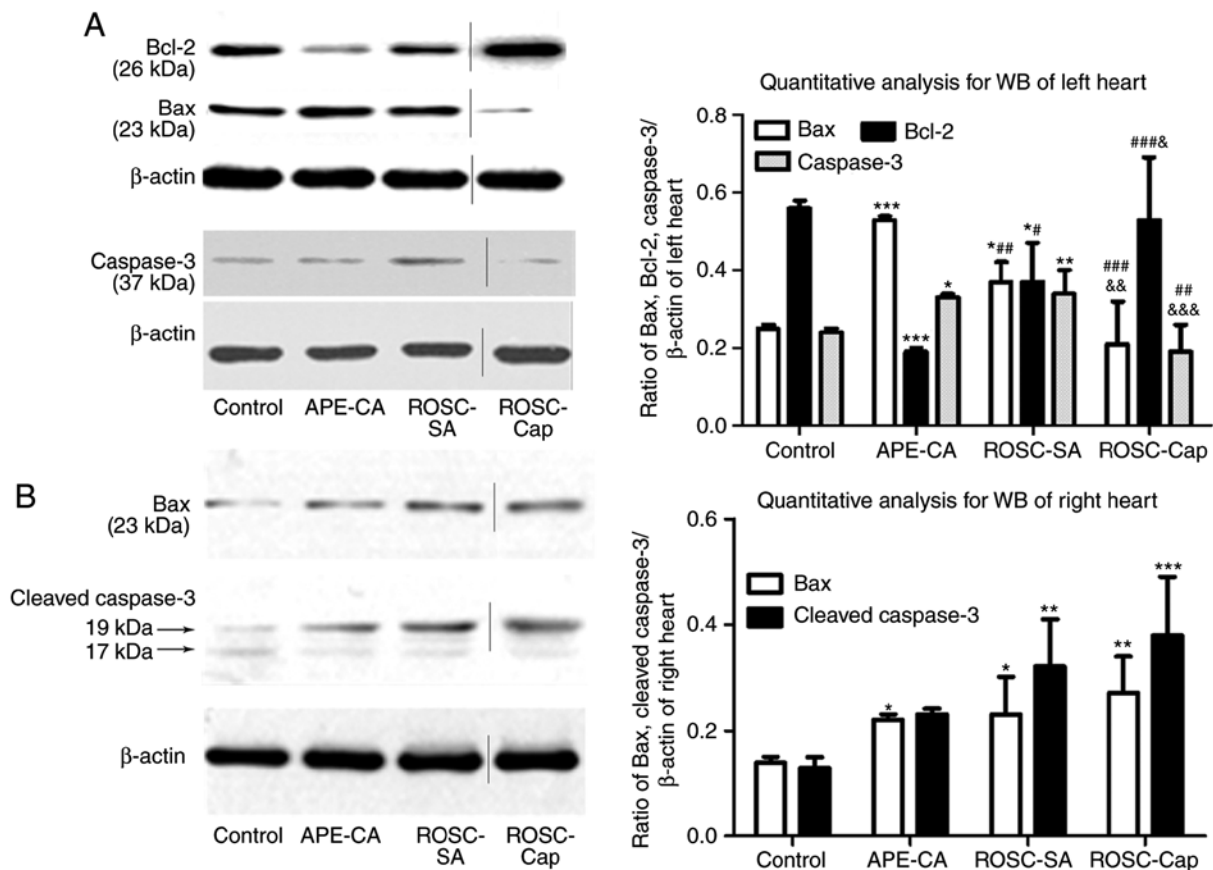 A
Bcl-2
(26 kDa)
Bax
(23 kDa)
β-actin
Caspase-3
(37 kDa)
β-actin
Control APE-CA ROSC-SA ROSC-Cap
Quantitative analysis for WB of left heart
Ratio of Bax, Bcl-2, caspase-3/
β-actin of left heart
0.8
0.6
0.4
0.2
0.0
Bax Bcl-2
Caspase-3
***
***
*
*##
*#
**
###
&&
###&
##
&&&
Control APE-CA ROSC-SA ROSC-Cap
B
Bax
(23 kDa)
Cleaved caspase-3
19 kDa
17 kDa
β-actin
Control APE-CA ROSC-SA ROSC-Cap
Quantitative analysis for WB of right heart
Ratio of Bax, cleaved caspase-3/
β-actin of right heart
0.6
0.4
0.2
0.0
Bax
Cleaved caspase-3
*
*
**
**
***
Control APE-CA ROSC-SA ROSC-Cap